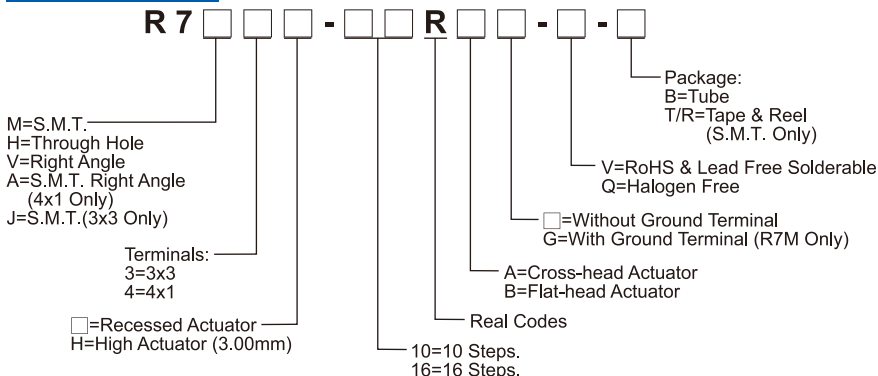 R 7 □ □ □ - □ □ R □ □ - □ - □
Package:
B=Tube
T/R=Tape & Reel
(S.M.T. Only)
M=S.M.T.
H=Through Hole
V=Right Angle
A=S.M.T. Right Angle
(4x1 Only)
J=S.M.T.(3x3 Only)
V=RoHS & Lead Free Solderable
Q=Halogen Free
□=Without Ground Terminal
G=With Ground Terminal (R7M Only)
Terminals:
3=3x3
4=4x1
A=Cross-head Actuator
B=Flat-head Actuator
□=Recessed Actuator
H=High Actuator (3.00mm)
Real Codes
10=10 Steps.
16=16 Steps.